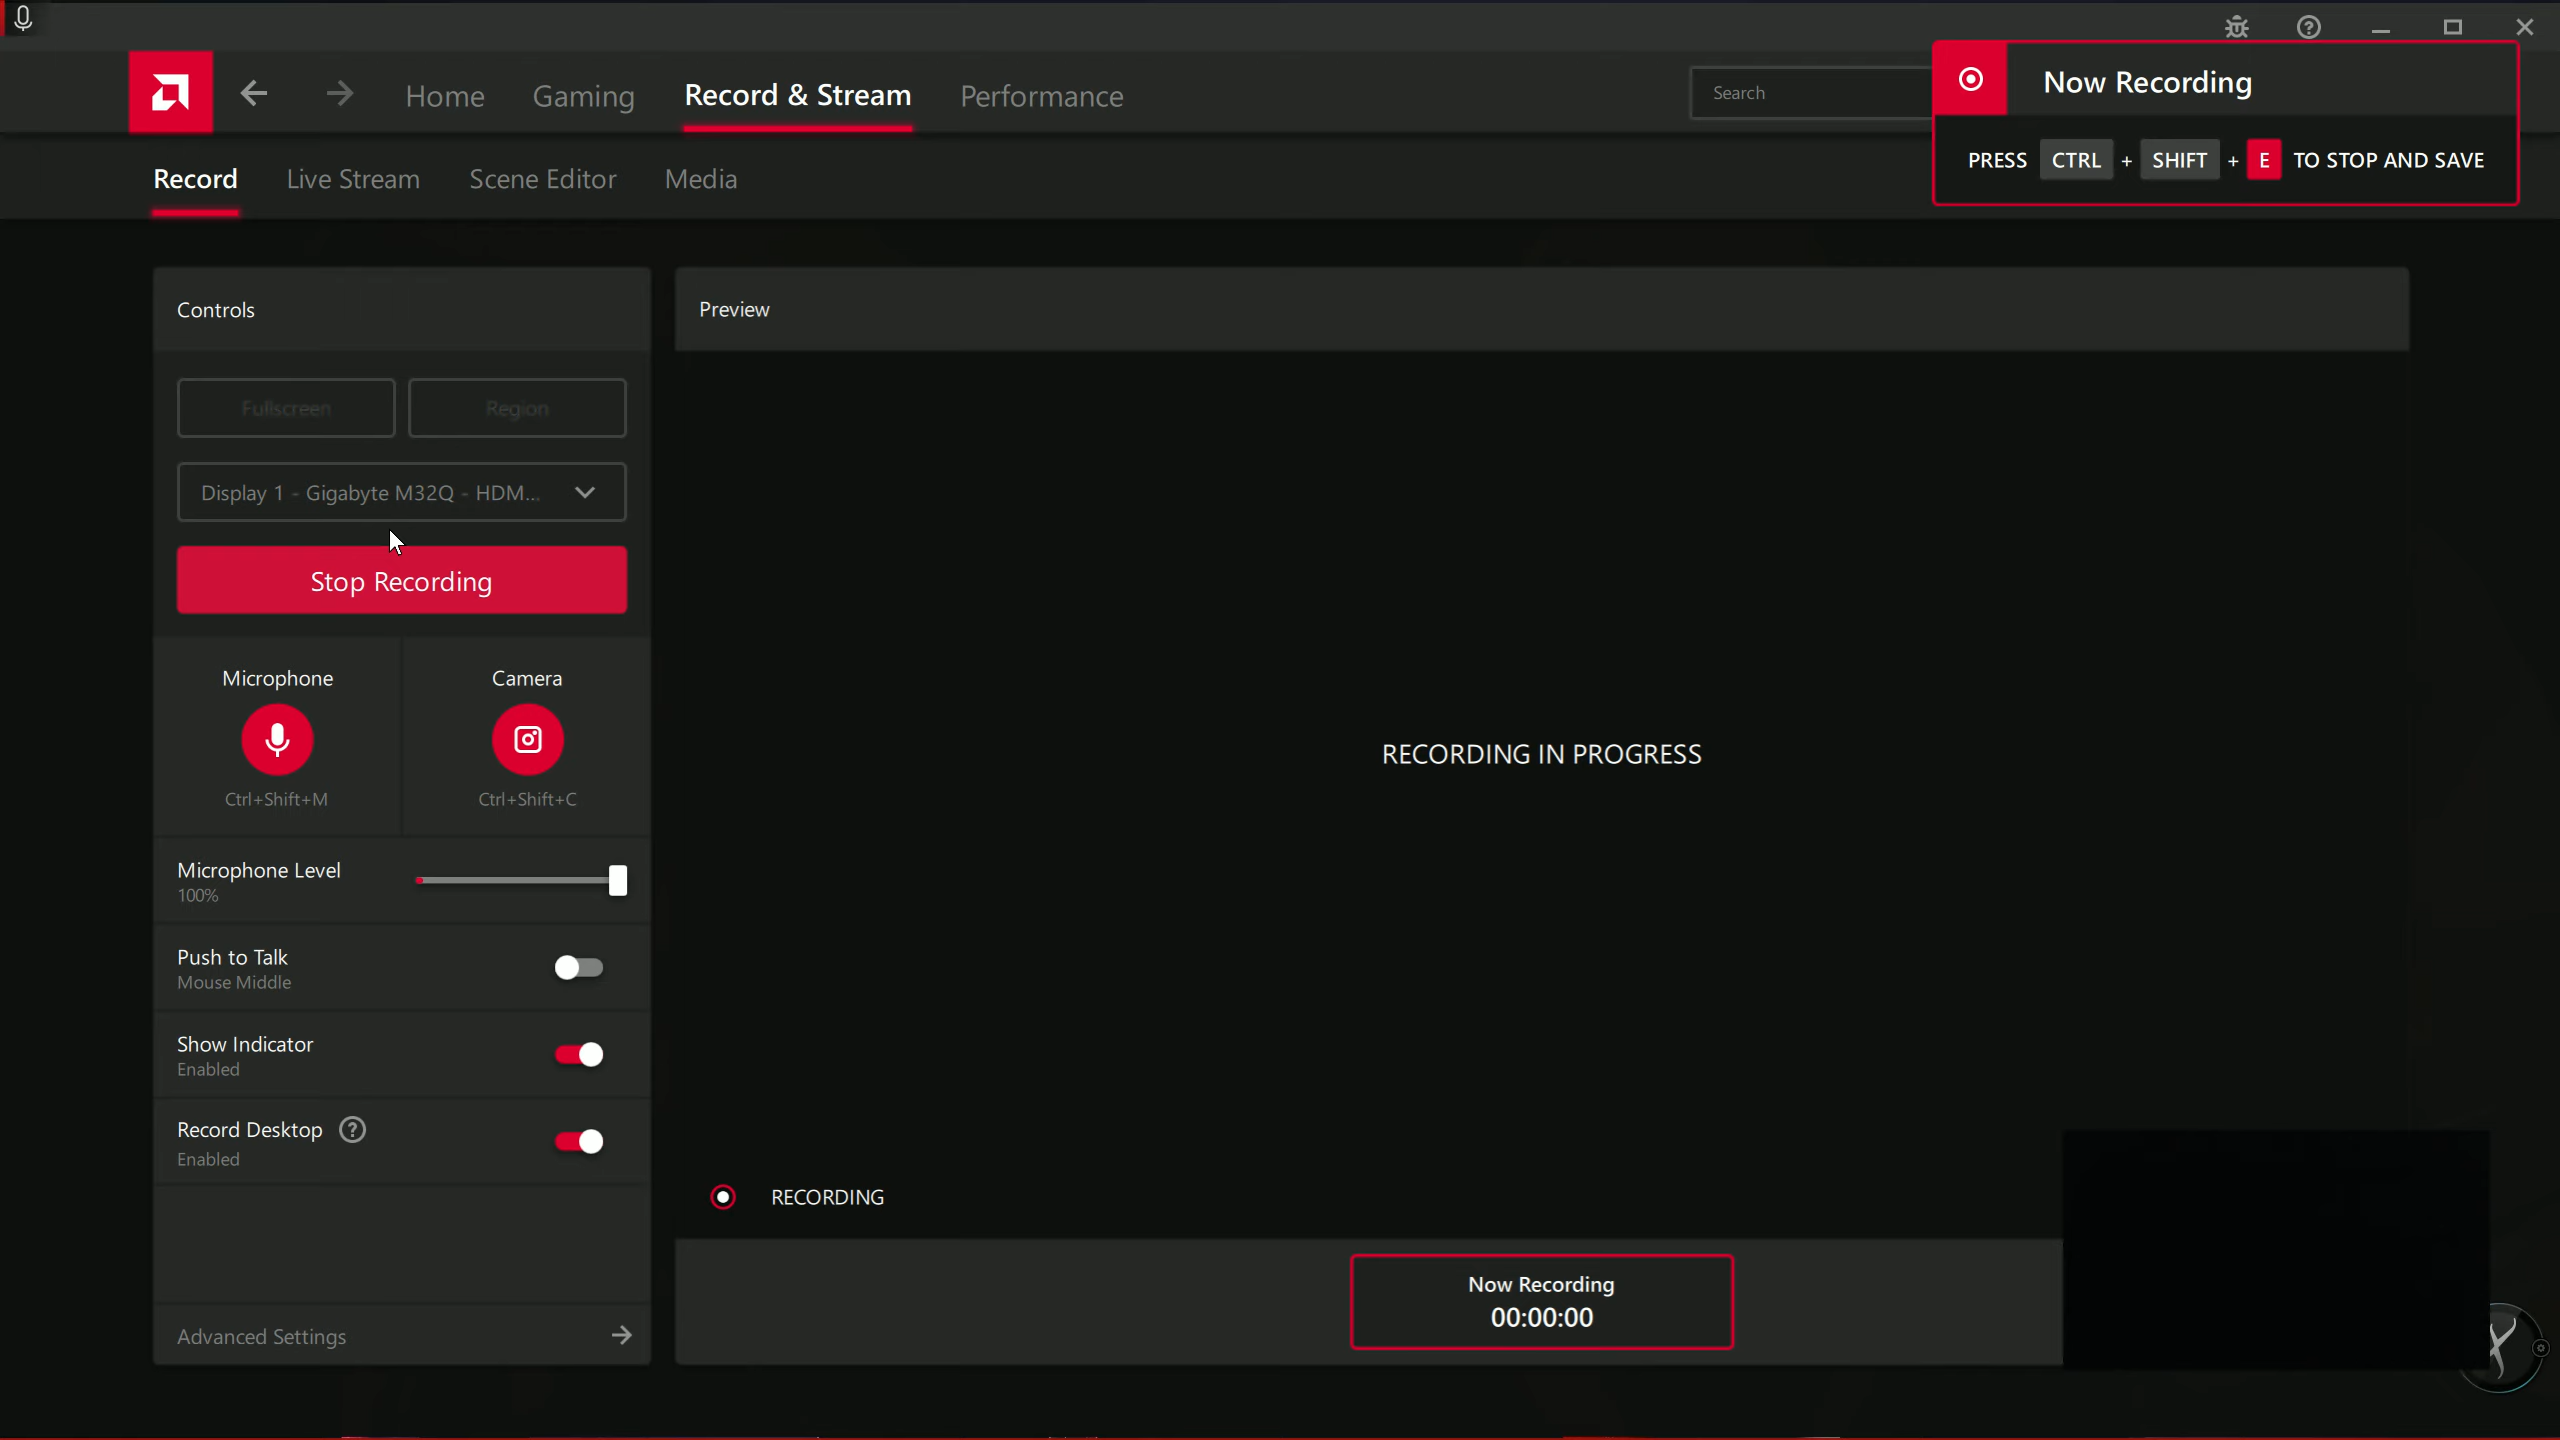 Home Gaming Record & Stream Performance
Search
Now Recording
PRESS CTRL + SHIFT + E TO STOP AND SAVE
Record Live Stream Scene Editor Media
Controls
Fullscreen Region
Display 1 - Gigabyte M32Q - HDM...
Stop Recording
Microphone Camera
Ctrl+Shift+M Ctrl+Shift+C
Microphone Level
100%
Push to Talk
Mouse Middle
Show Indicator
Enabled
Record Desktop ?
Enabled
Advanced Settings
Preview
RECORDING IN PROGRESS
RECORDING
Now Recording
00:00:00